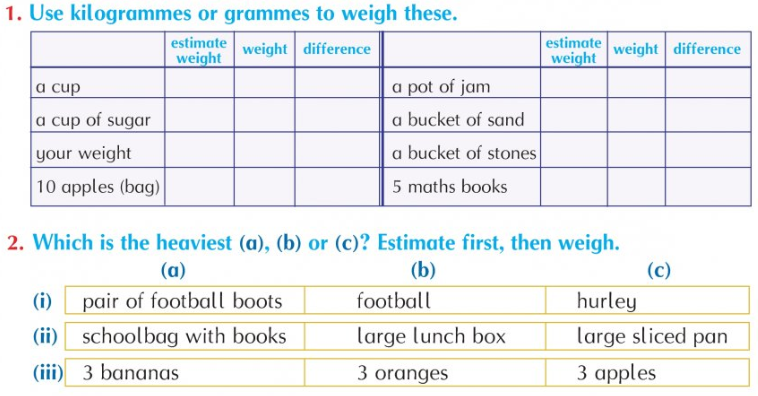 1. Use kilogrammes or grammes to weigh these.
estimate weight weight difference estimate weight weight difference
a cup a pot of jam
a cup of sugar a bucket of sand
your weight a bucket of stones
10 apples (bag) 5 maths books
2. Which is the heaviest (a), (b) or (c)? Estimate first, then weigh.
(a) (b) (c)
(i) pair of football boots football hurley
(ii) schoolbag with books large lunch box large sliced pan
(iii) 3 bananas 3 oranges 3 apples